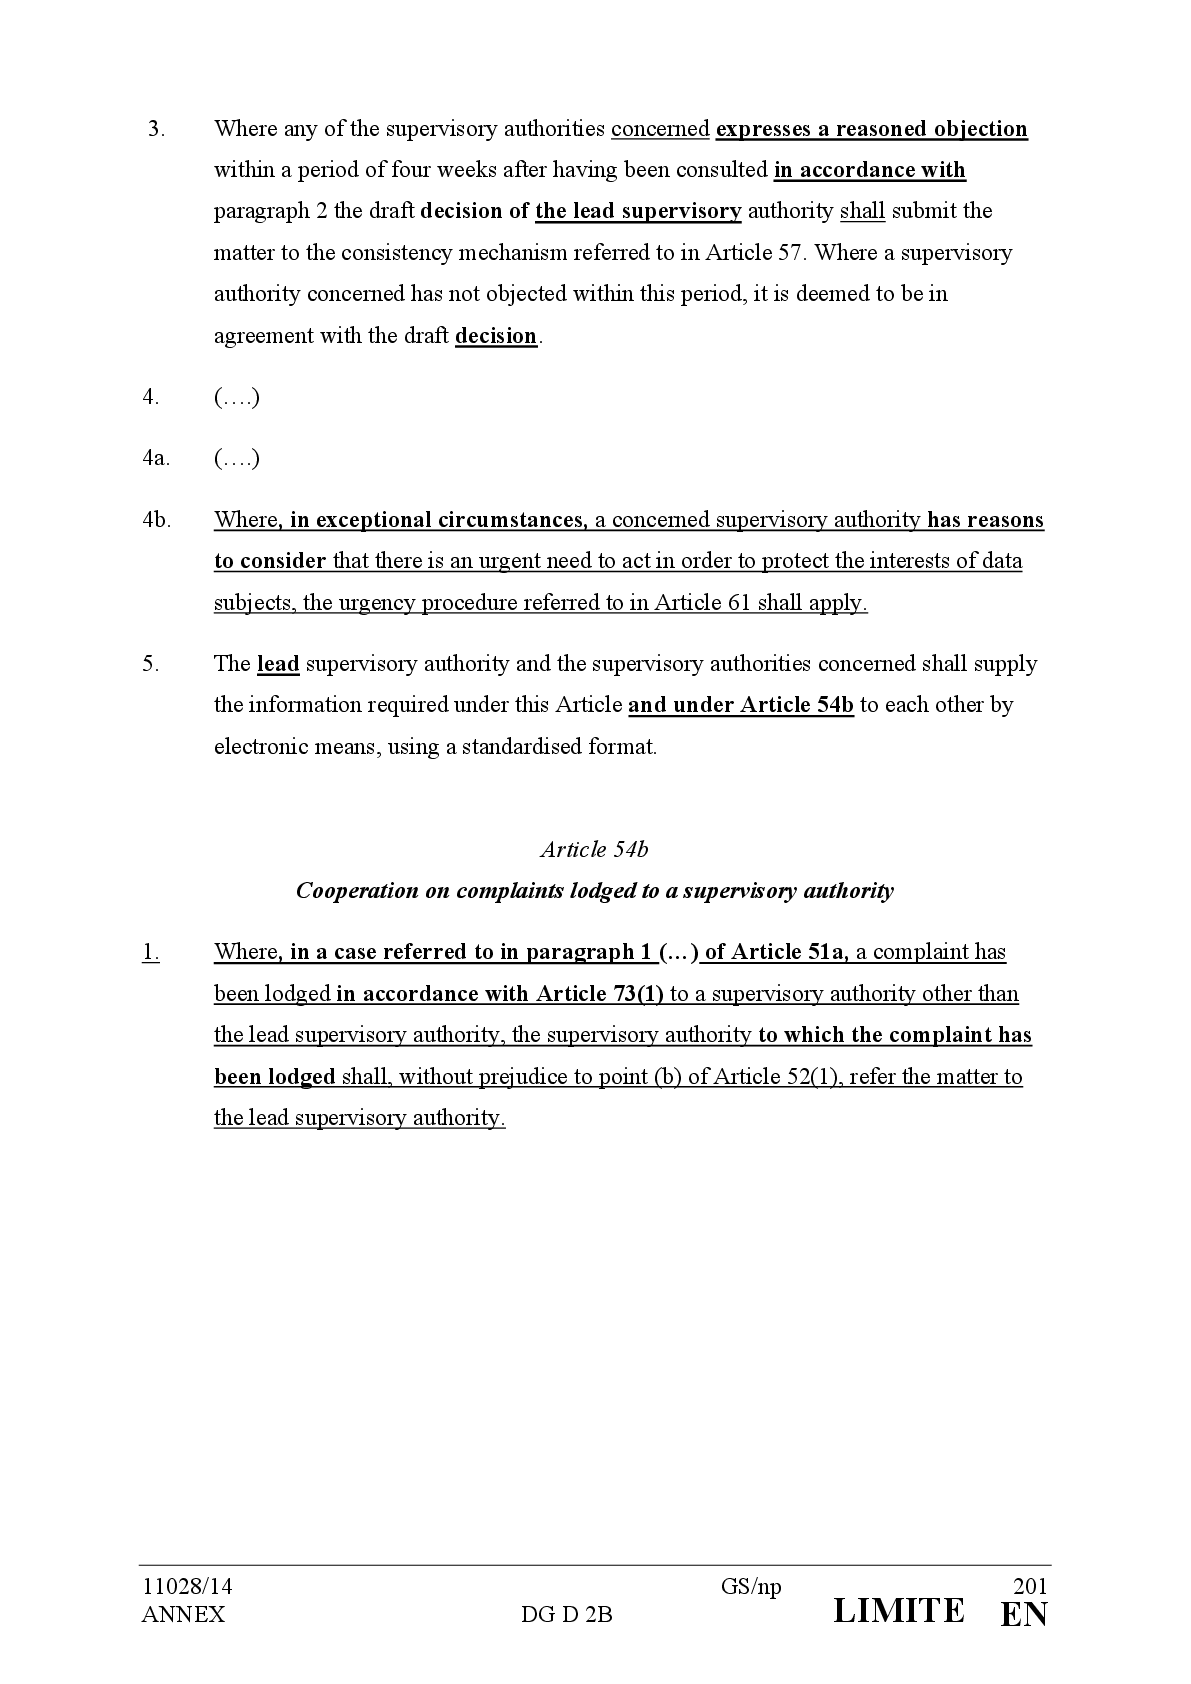 3. Where any of the supervisory authorities concerned expresses a reasoned objection
within a period of four weeks after having been consulted in accordance with
paragraph 2 the draft decision of the lead supervisory authority shall submit the
matter to the consistency mechanism referred to in Article 57. Where a supervisory
authority concerned has not objected within this period, it is deemed to be in
agreement with the draft decision.
4. (….)
4a. (….)
4b. Where, in exceptional circumstances, a concerned supervisory authority has reasons
to consider that there is an urgent need to act in order to protect the interests of data
subjects, the urgency procedure referred to in Article 61 shall apply.
5. The lead supervisory authority and the supervisory authorities concerned shall supply
the information required under this Article and under Article 54b to each other by
electronic means, using a standardised format.
Article 54b
Cooperation on complaints lodged to a supervisory authority
1. Where, in a case referred to in paragraph 1 (…) of Article 51a, a complaint has
been lodged in accordance with Article 73(1) to a supervisory authority other than
the lead supervisory authority, the supervisory authority to which the complaint has
been lodged shall, without prejudice to point (b) of Article 52(1), refer the matter to
the lead supervisory authority.
11028/14 GS/np 201
ANNEX DG D 2B LIMITE EN